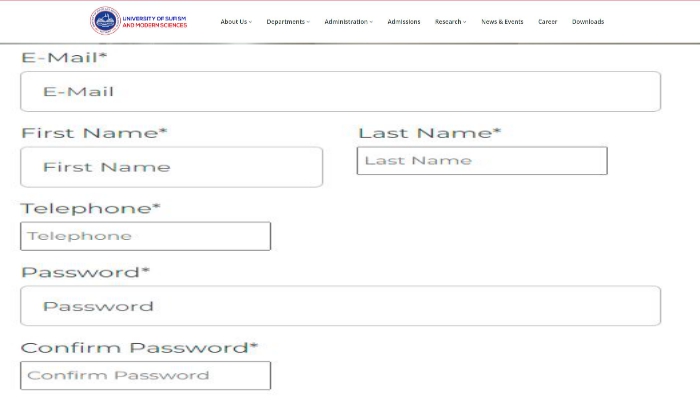 UNIVERSITY OF SUFISM
AND MODERN SCIENCES
About Us
Departments
Administration
Admissions
Research
News & Events
Career
Downloads
E-Mail*
E-Mail
First Name* Last Name*
First Name Last Name
Telephone*
Telephone
Password*
Password
Confirm Password*
Confirm Password